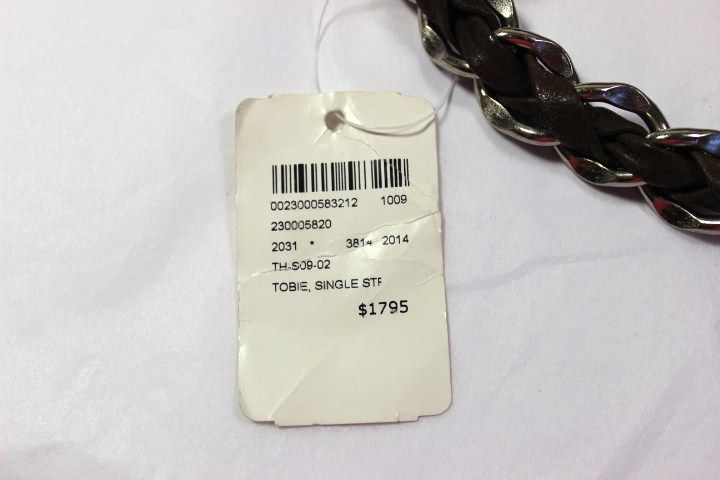 0023000583212 1009
230005820
2031 * 3814 2014
TH-S09-02
TOBIE, SINGLE STF
$1795